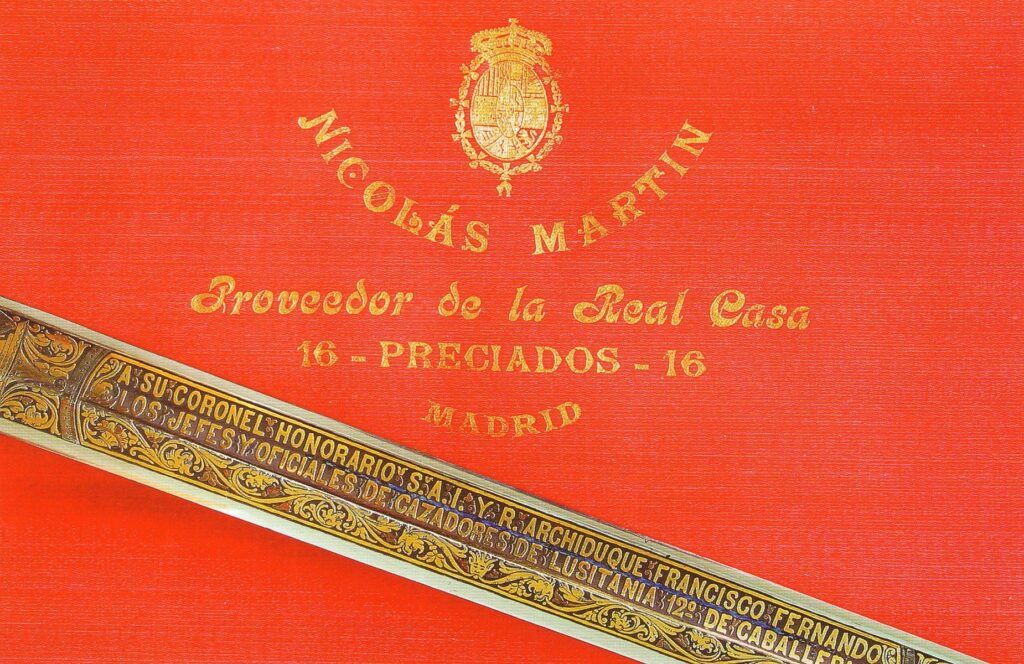 NICOLÁS MARTIN
Proveedor de la Real Casa
16 - PRECIADOS - 16
MADRID
A SU CORONEL HONORARIO S. A. I. Y R. ARCHIDUQUE FRANCISCO FERNANDO
LOS JEFES Y OFICIALES DE CAZADORES DE LUSITANIA 12º DE